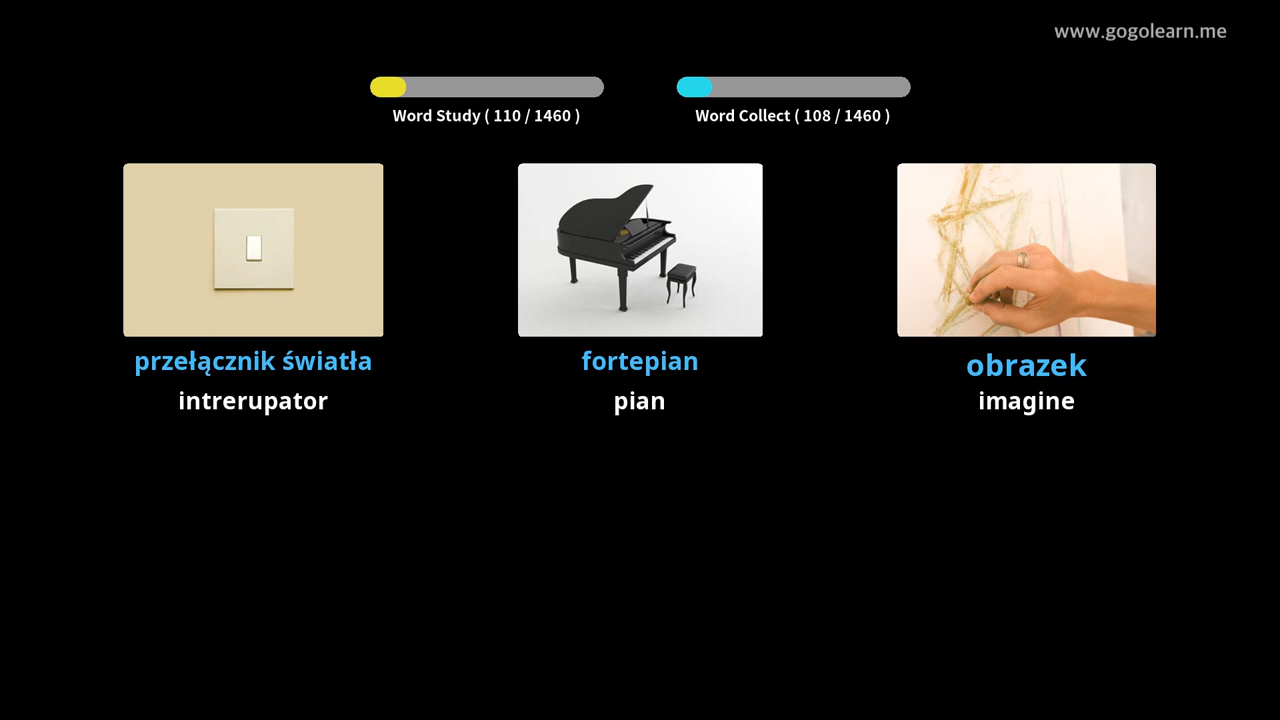 www.gogolearn.me
Word Study ( 110 / 1460 )
Word Collect ( 108 / 1460 )
przełącznik światła
fortepian
obrazek
intrerupator
pian
imagine